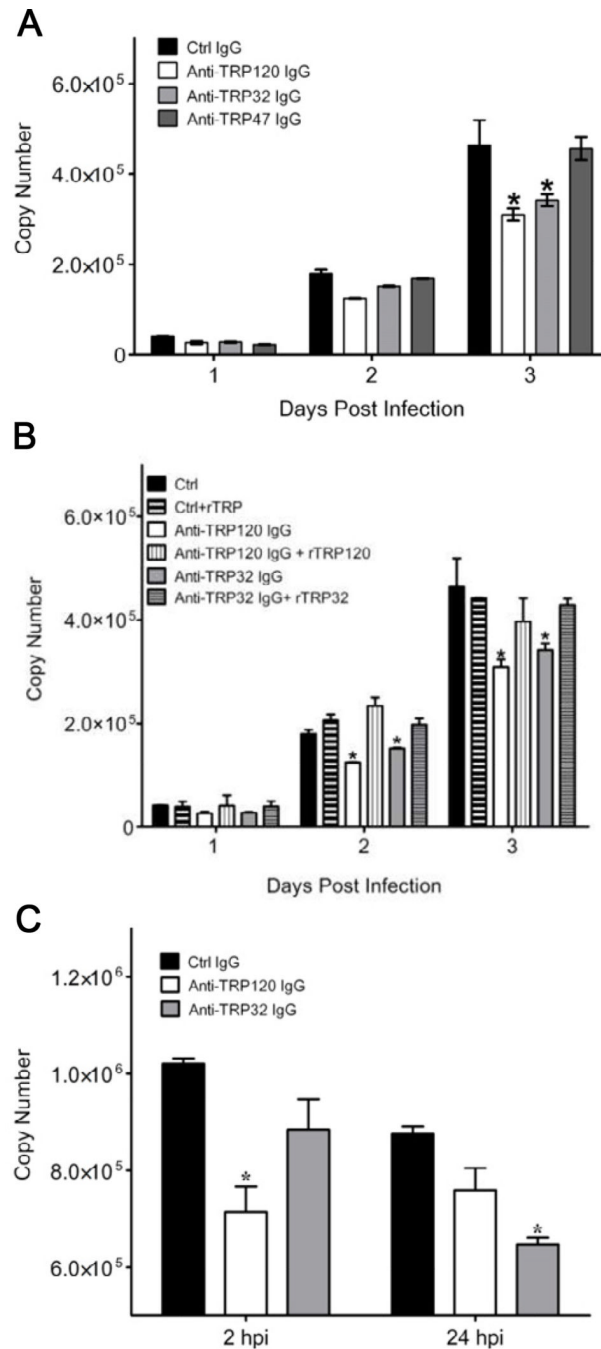 A
Ctrl IgG
Anti-TRP120 IgG
Anti-TRP32 IgG
Anti-TRP47 IgG
6.0×10⁵
4.0×10⁵
2.0×10⁵
0
Copy Number
* *
1 2 3
Days Post Infection
B
Ctrl
Ctrl+rTRP
Anti-TRP120 IgG
Anti-TRP120 IgG + rTRP120
Anti-TRP32 IgG
Anti-TRP32 IgG+ rTRP32
6.0×10⁵
4.0×10⁵
2.0×10⁵
0
Copy Number
* * * *
1 2 3
Days Post Infection
C
Ctrl IgG
Anti-TRP120 IgG
Anti-TRP32 IgG
1.2×10⁶
1.0×10⁶
8.0×10⁵
6.0×10⁵
Copy Number
* *
2 hpi 24 hpi